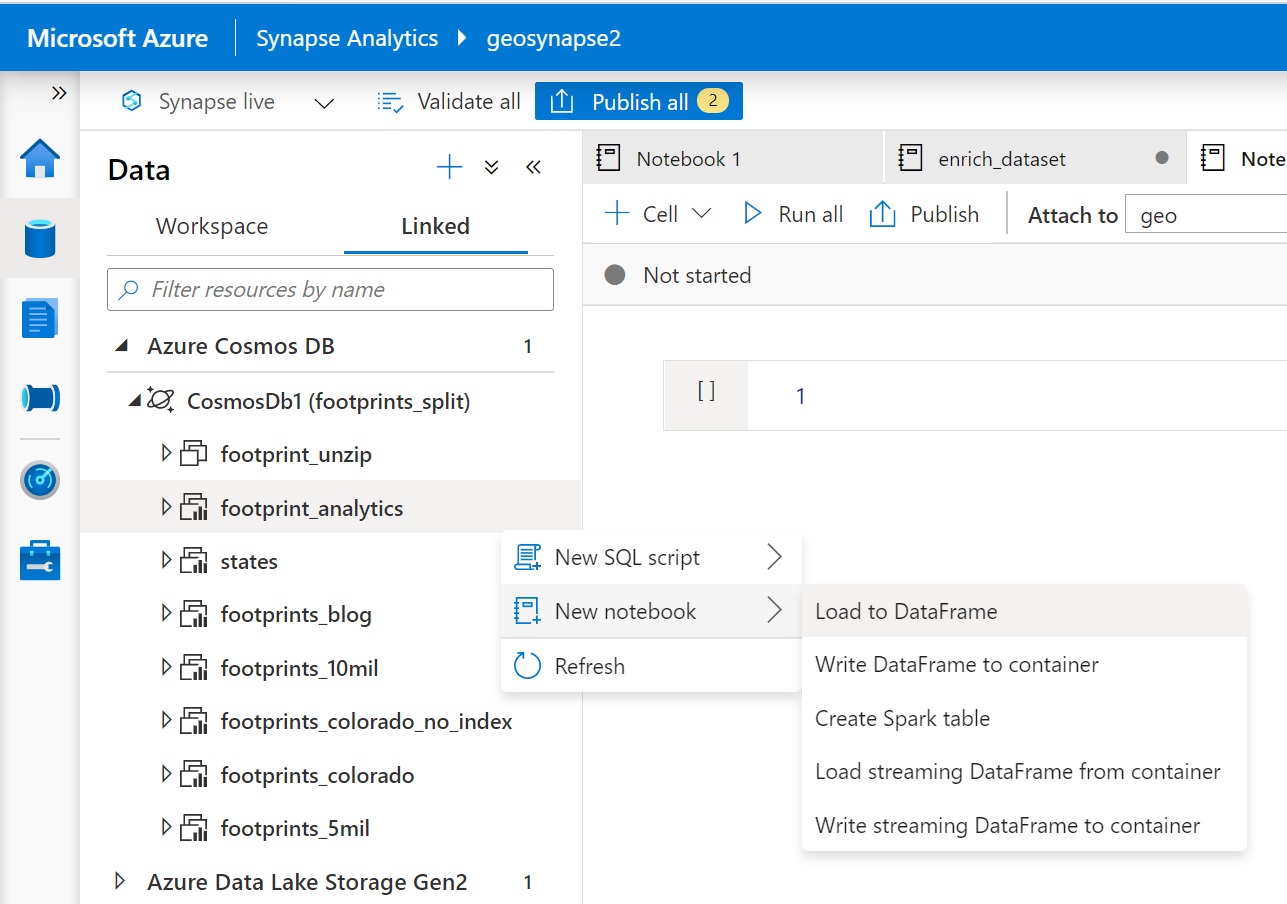 Microsoft Azure Synapse Analytics geosynapse2
Synapse live Validate all Publish all 2
Data
Workspace Linked
Filter resources by name
Azure Cosmos DB 1
CosmosDb1 (footprints_split)
footprint_unzip
footprint_analytics
states
footprints_blog
footprints_10mil
footprints_colorado_no_index
footprints_colorado
footprints_5mil
Azure Data Lake Storage Gen2 1
Notebook 1 enrich_dataset Note
Cell Run all Publish Attach to geo
Not started
[ ] 1
New SQL script
New notebook
Refresh
Load to DataFrame
Write DataFrame to container
Create Spark table
Load streaming DataFrame from container
Write streaming DataFrame to container